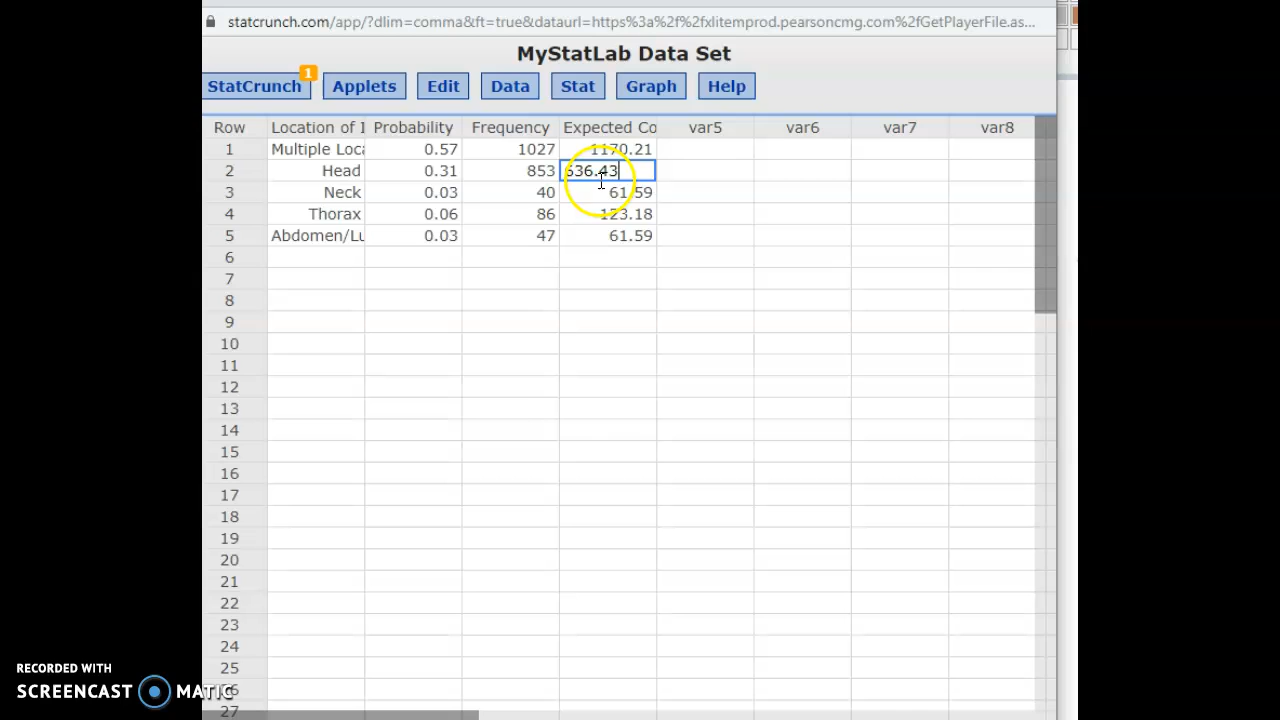 statcrunch.com/app/?dlim=comma&ft=true&dataurl=https%3a%2f%2fxlitemprod.pearsoncmg.com%2fGetPlayerFile.as...
MyStatLab Data Set
1
StatCrunch Applets Edit Data Stat Graph Help
Row Location of I Probability Frequency Expected Co var5 var6 var7 var8
1 Multiple Loca 0.57 1027 1170.21
2 Head 0.31 853 636.43
3 Neck 0.03 40 61.59
4 Thorax 0.06 86 123.18
5 Abdomen/Lu 0.03 47 61.59
6
7
8
9
10
11
12
13
14
15
16
17
18
19
20
21
22
23
24
25
26
27
RECORDED WITH
SCREENCAST MATIC